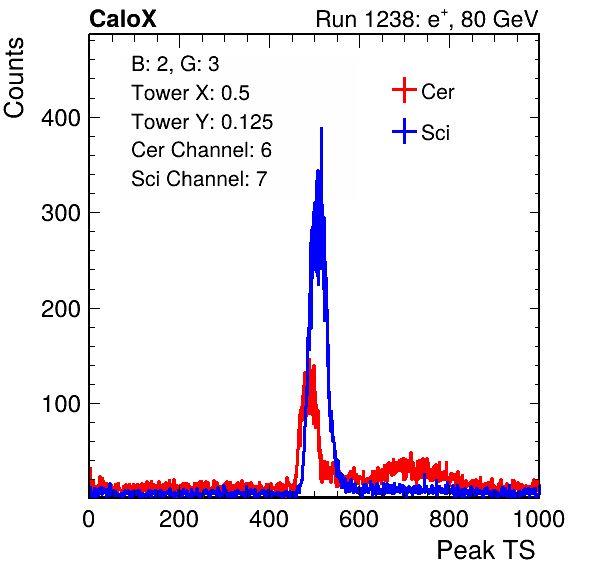 CaloX Run 1238: e⁺, 80 GeV
Counts
B: 2, G: 3
Tower X: 0.5
Tower Y: 0.125
Cer Channel: 6
Sci Channel: 7
Cer
Sci
400
300
200
100
0 200 400 600 800 1000
Peak TS